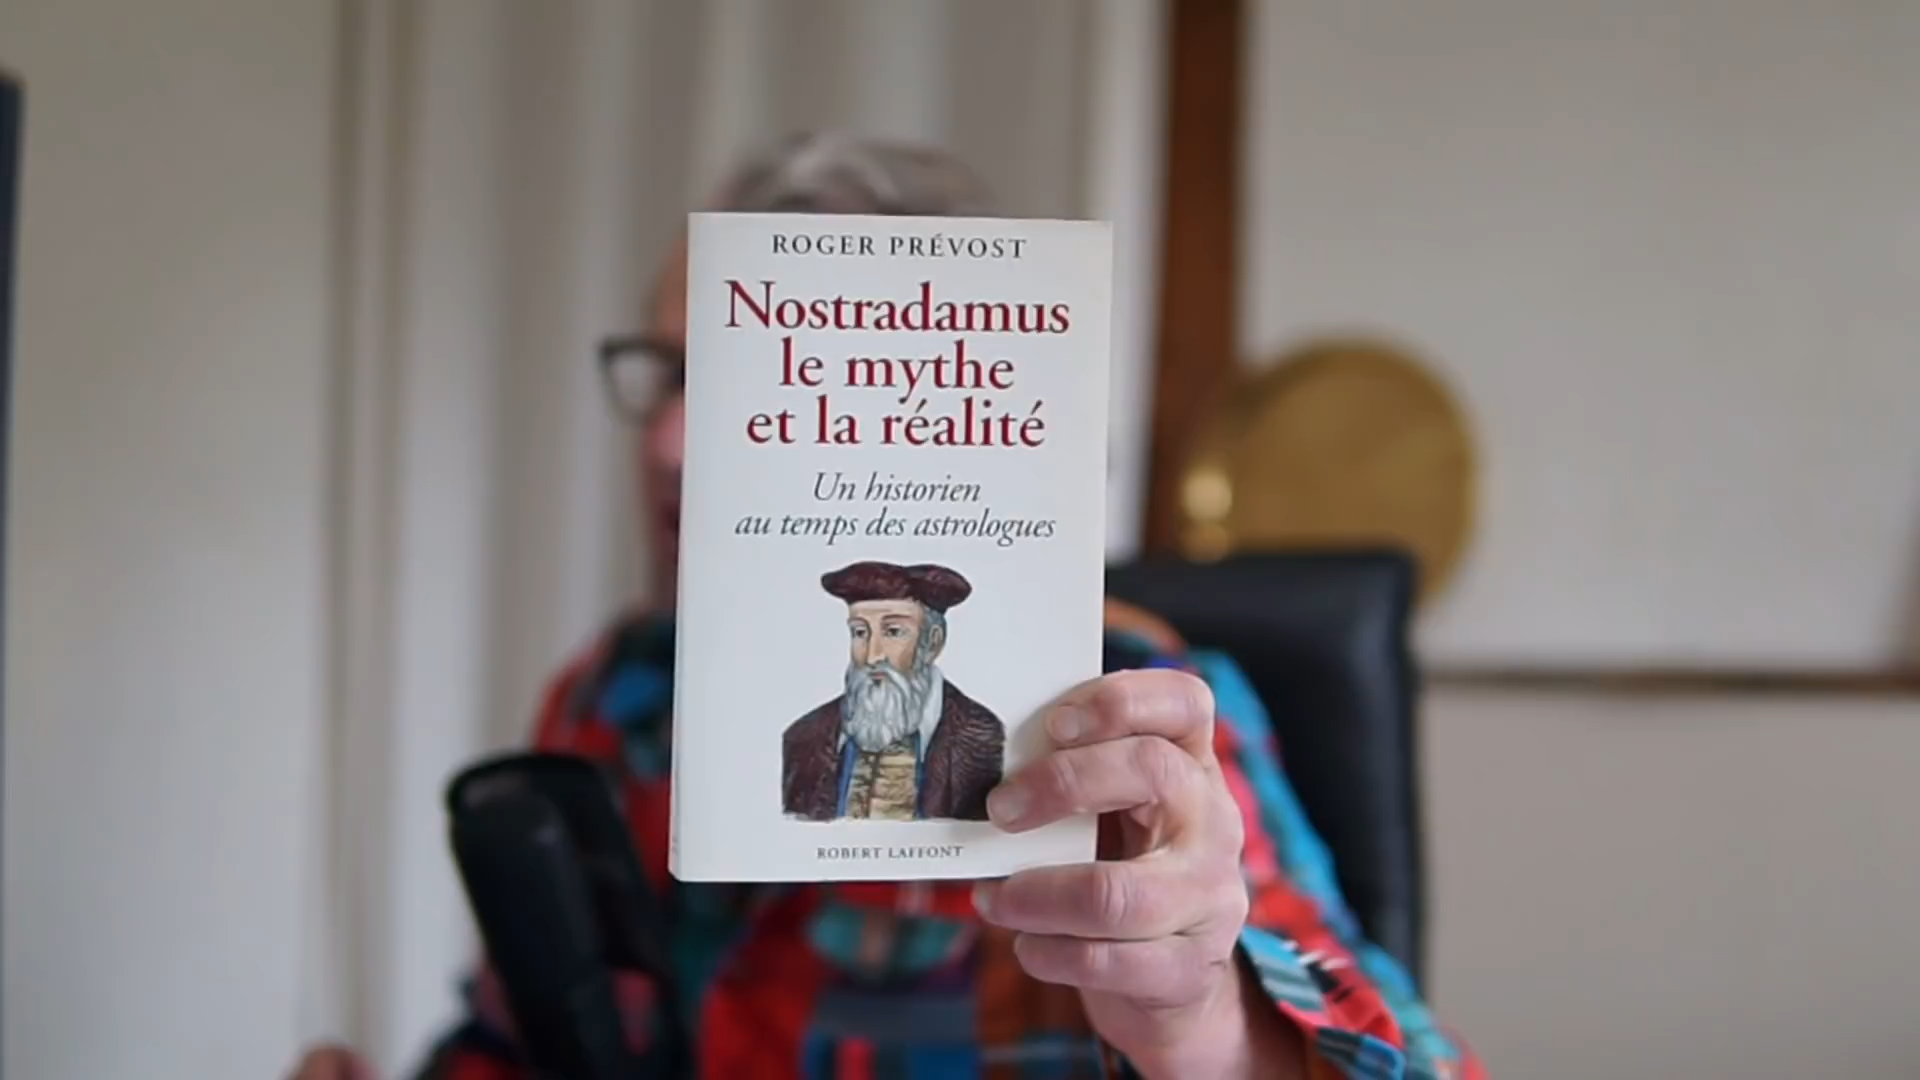 ROGER PRÉVOST
Nostradamus
le mythe
et la réalité
Un historien
au temps des astrologues
ROBERT LAFFONT